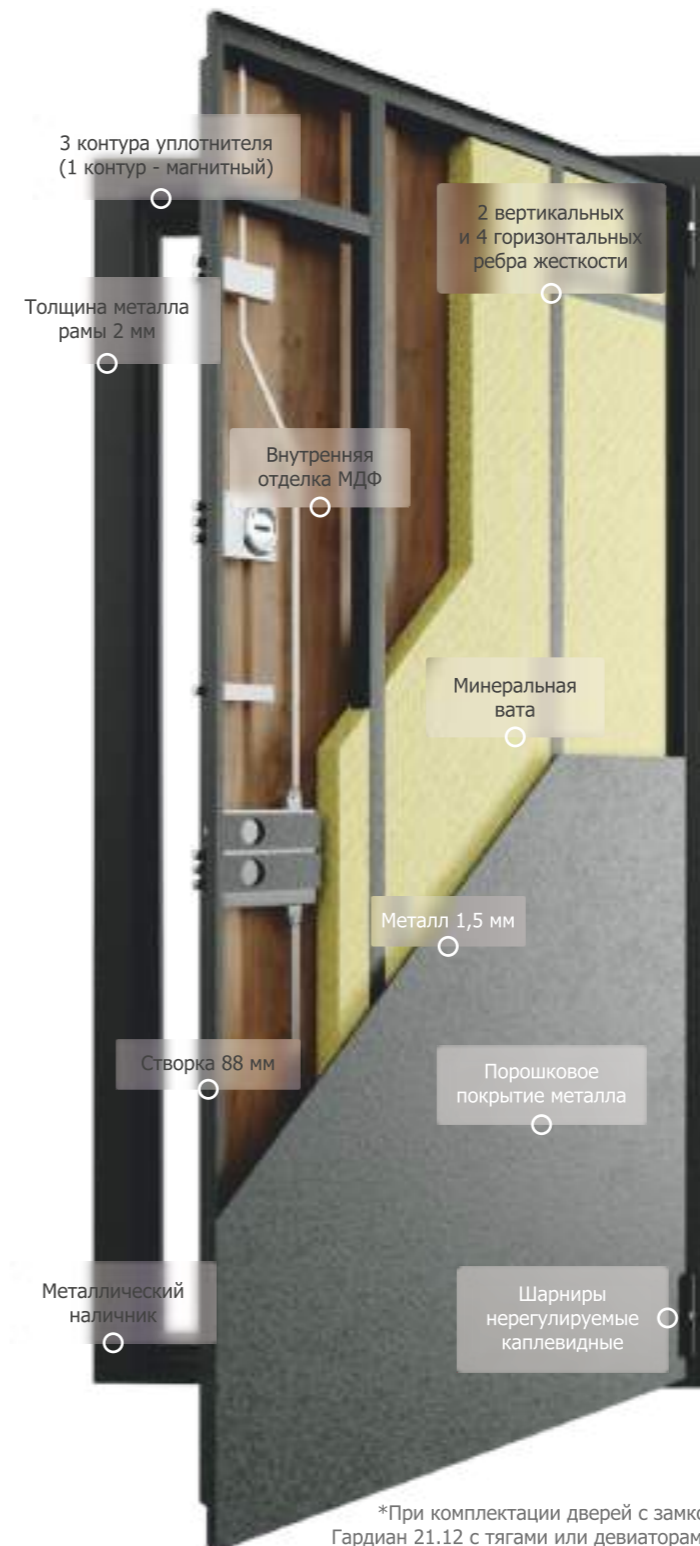 3 контура уплотнителя
(1 контур - магнитный)
2 вертикальных
и 4 горизонтальных
ребра жесткости
Толщина металла
рамы 2 мм
Внутренняя
отделка МДФ
Минеральная
вата
Металл 1,5 мм
Створка 88 мм
Порошковое
покрытие металла
Металлический
наличник
Шарниры
нерегулируемые
каплевидные
*При комплектации дверей с замко
Гардиан 21.12 с тягами или девиаторам